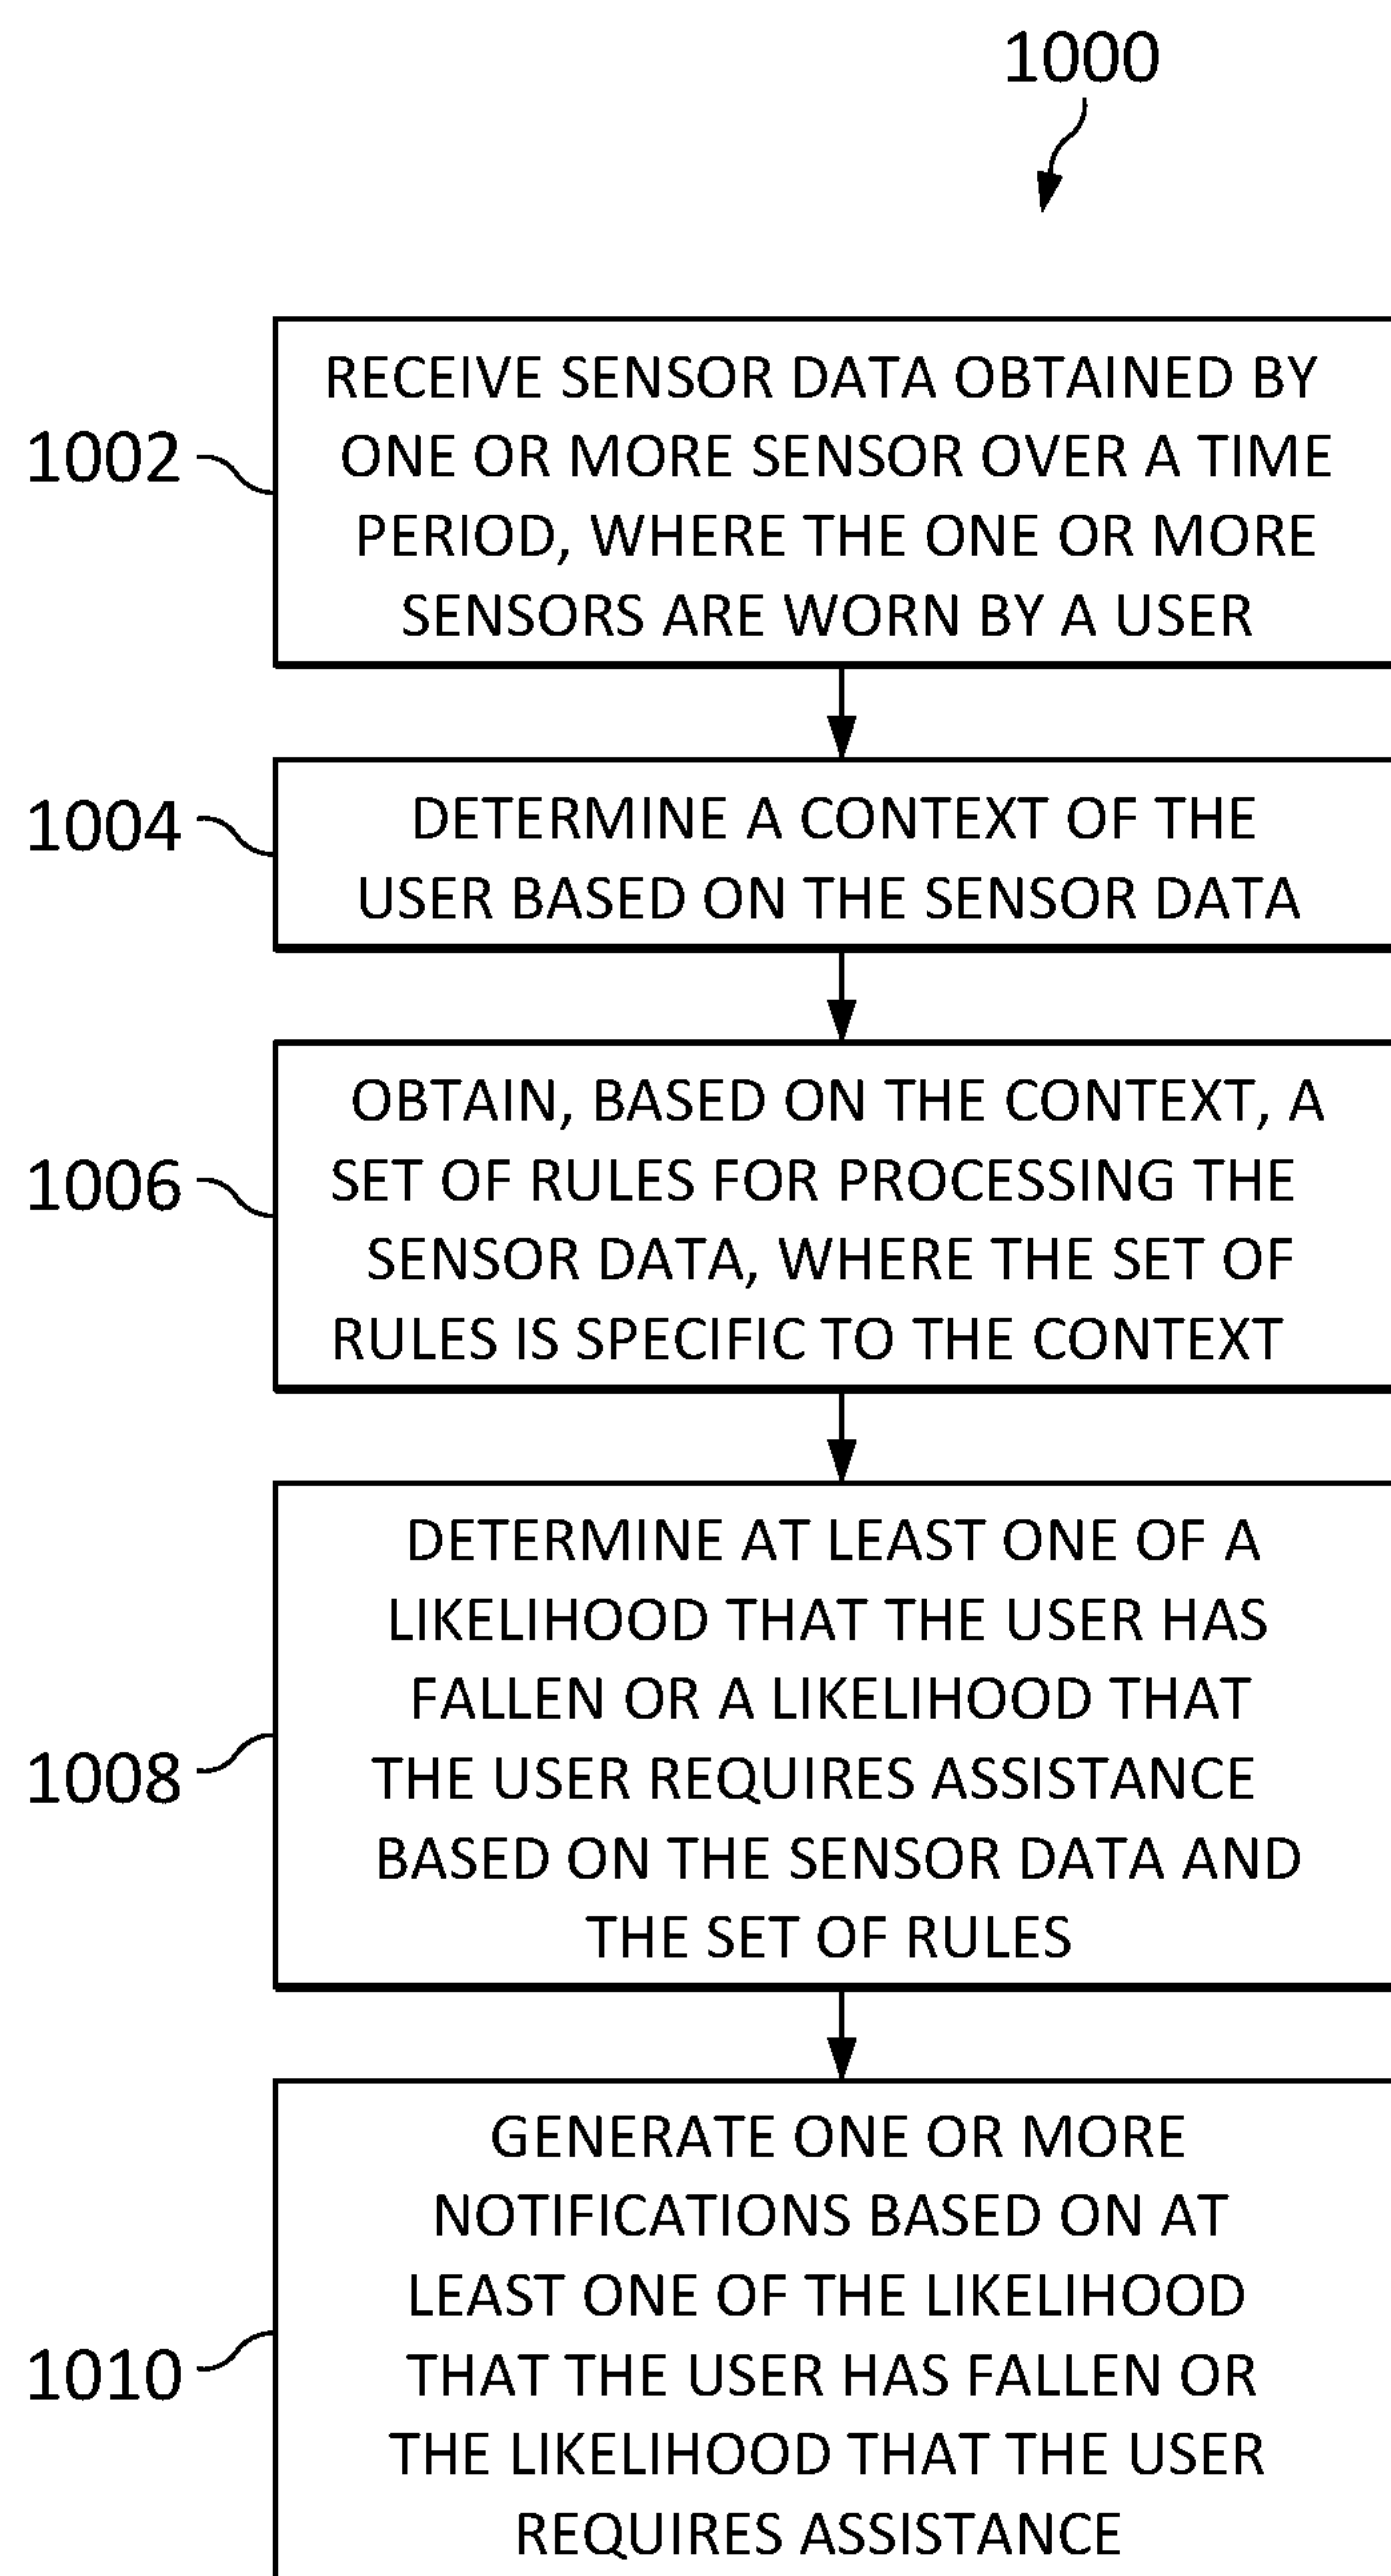 1000
1002
RECEIVE SENSOR DATA OBTAINED BY
ONE OR MORE SENSOR OVER A TIME
PERIOD, WHERE THE ONE OR MORE
SENSORS ARE WORN BY A USER
1004
DETERMINE A CONTEXT OF THE
USER BASED ON THE SENSOR DATA
1006
OBTAIN, BASED ON THE CONTEXT, A
SET OF RULES FOR PROCESSING THE
SENSOR DATA, WHERE THE SET OF
RULES IS SPECIFIC TO THE CONTEXT
1008
DETERMINE AT LEAST ONE OF A
LIKELIHOOD THAT THE USER HAS
FALLEN OR A LIKELIHOOD THAT
THE USER REQUIRES ASSISTANCE
BASED ON THE SENSOR DATA AND
THE SET OF RULES
1010
GENERATE ONE OR MORE
NOTIFICATIONS BASED ON AT
LEAST ONE OF THE LIKELIHOOD
THAT THE USER HAS FALLEN OR
THE LIKELIHOOD THAT THE USER
REQUIRES ASSISTANCE